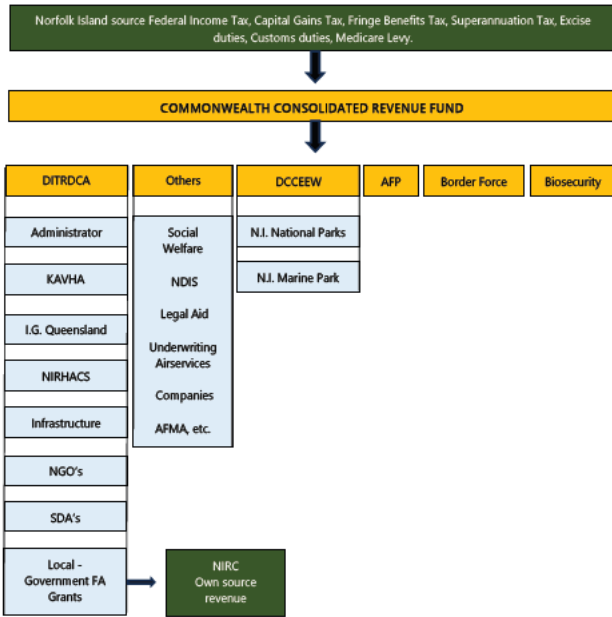 Norfolk Island source Federal Income Tax, Capital Gains Tax, Fringe Benefits Tax, Superannuation Tax, Excise
duties, Customs duties, Medicare Levy.
COMMONWEALTH CONSOLIDATED REVENUE FUND
DITRDCA
Others
DCCEEW
AFP
Border Force
Biosecurity
Administrator
KAVHA
I.G. Queensland
NIRHACS
Infrastructure
NGO's
SDA's
Local -
Government FA
Grants
Social
Welfare
NDIS
Legal Aid
Underwriting
Airservices
Companies
AFMA, etc.
N.I. National Parks
N.I. Marine Park
NIRC
Own source
revenue